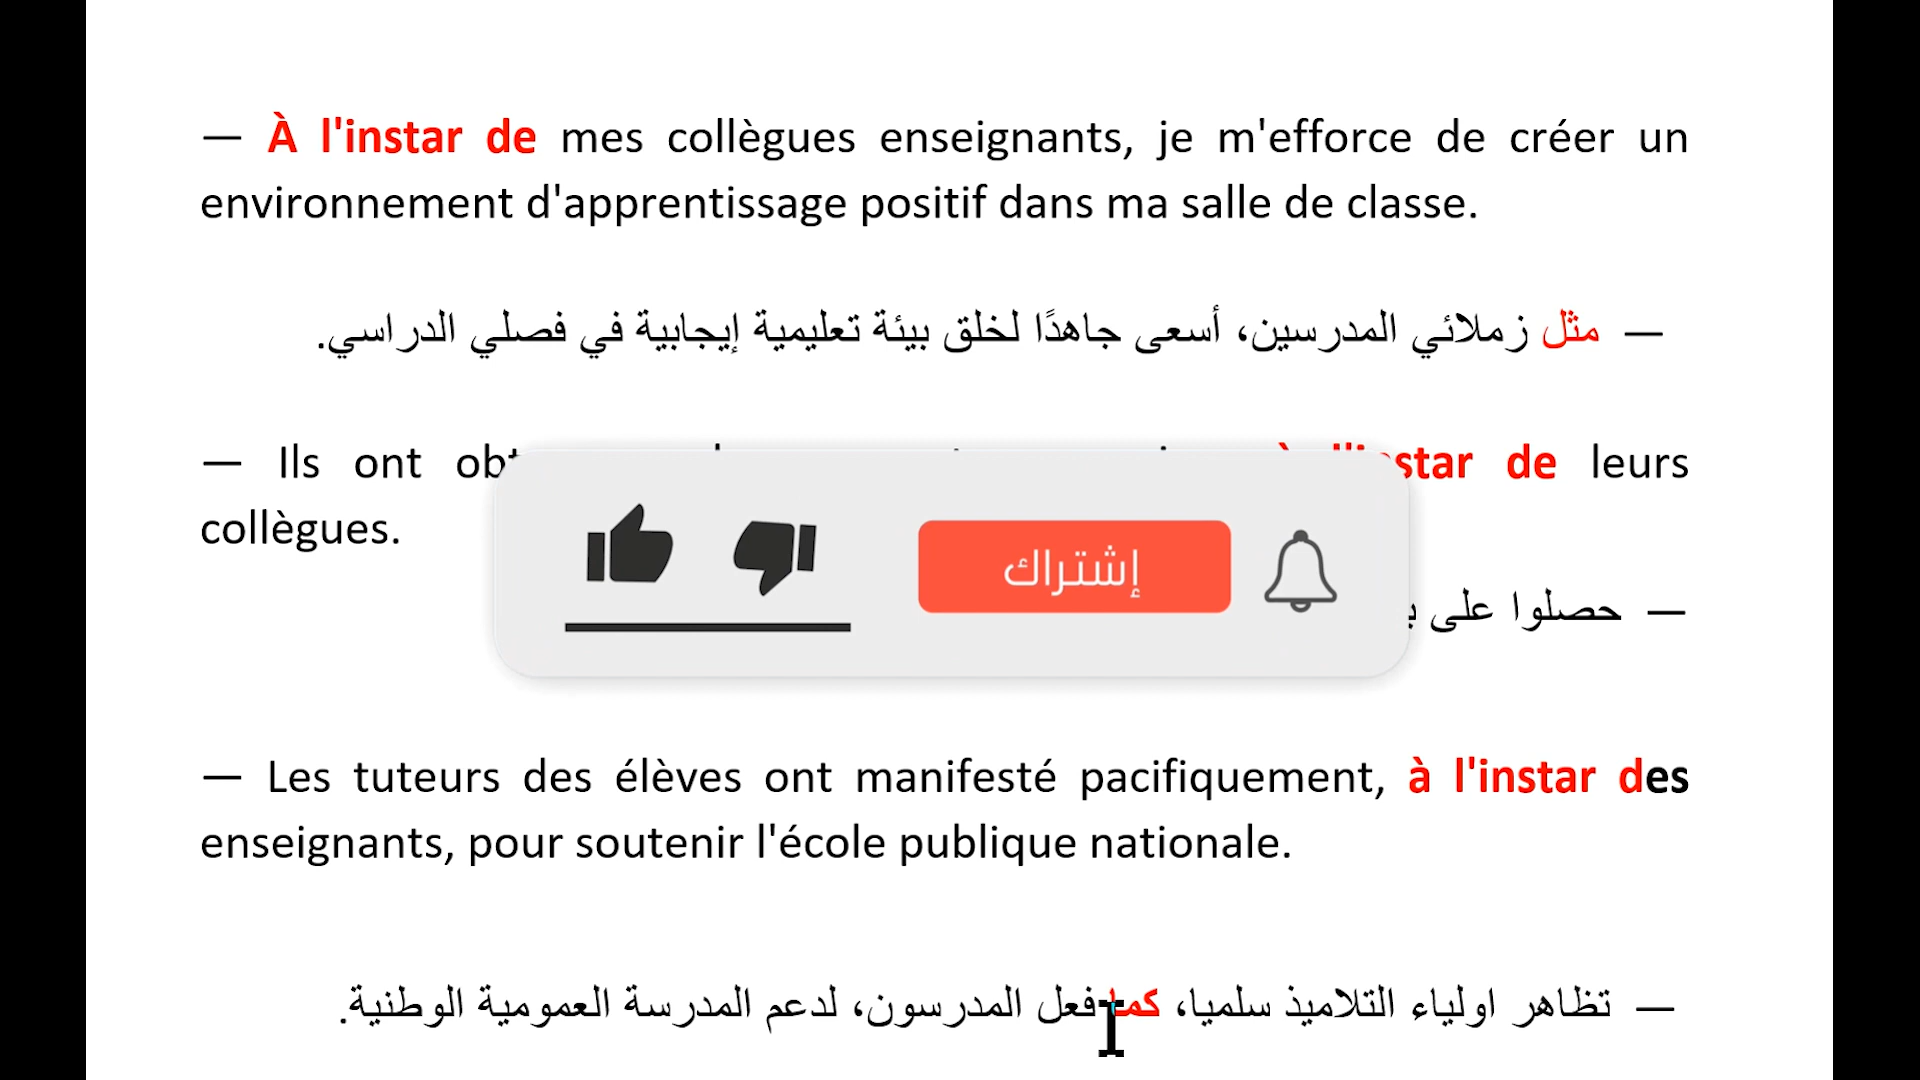 — À l'instar de mes collègues enseignants, je m'efforce de créer un
environnement d'apprentissage positif dans ma salle de classe.
— مثل زملائي المدرسين، أسعى جاهدًا لخلق بيئة تعليمية إيجابية في فصلي الدراسي.
— Ils ont à l'instar de leurs
collègues.
إشتراك
— حصلوا على
— Les tuteurs des élèves ont manifesté pacifiquement, à l'instar des
enseignants, pour soutenir l'école publique nationale.
— تظاهر اولياء التلاميذ سلميا، كما فعل المدرسون، لدعم المدرسة العمومية الوطنية.